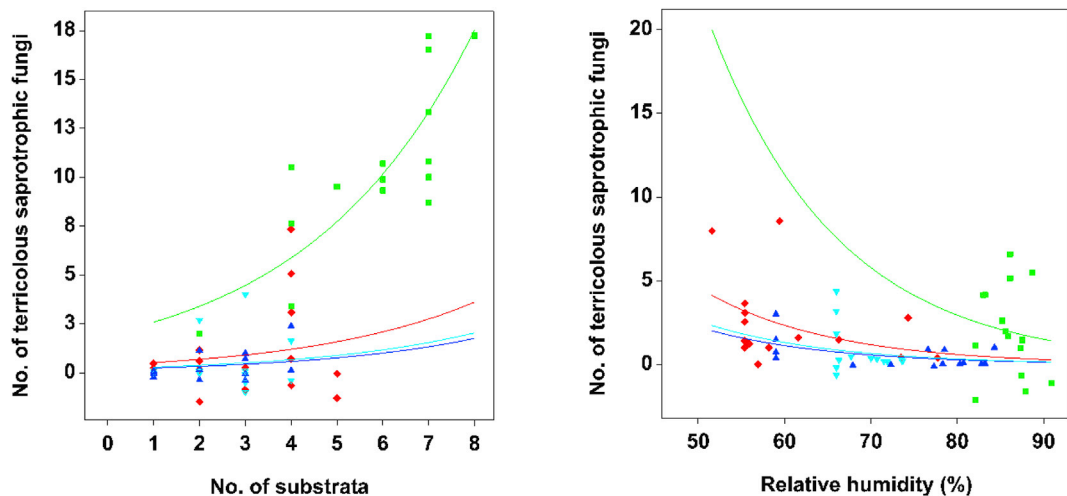 No. of terricolous saprotrophic fungi
18
15
13
10
8
5
3
0
0 1 2 3 4 5 6 7 8
No. of substrata
No. of terricolous saprotrophic fungi
20
15
10
5
0
50 60 70 80 90
Relative humidity (%)